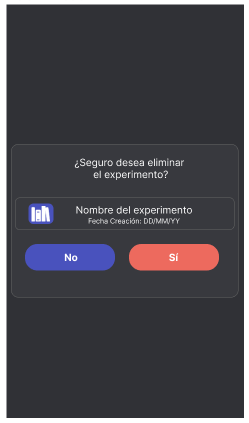 ¿Seguro desea eliminar
el experimento?
Nombre del experimento
Fecha Creación: DD/MM/YY
No
Sí